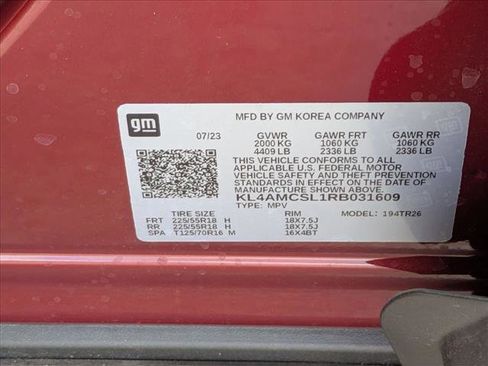 gm
MFD BY GM KOREA COMPANY
07/23 GVWR GAWR FRT GAWR RR
2000 KG 1060 KG 1060 KG
4409 LB 2336 LB 2336 LB
THIS VEHICLE CONFORMS TO ALL
APPLICABLE U.S. FEDERAL MOTOR
VEHICLE SAFETY AND THEFT PREVENTION
STANDARDS IN EFFECT ON THE DATE OF
MANUFACTURE SHOWN ABOVE.
KL4AMCSL1RB031609
TYPE: MPV MODEL: 194TR26
TIRE SIZE RIM
FRT 225/55R18 H 18X7.5J
RR 225/55R18 H 18X7.5J
SPA T125/70R16 M 16X4BT